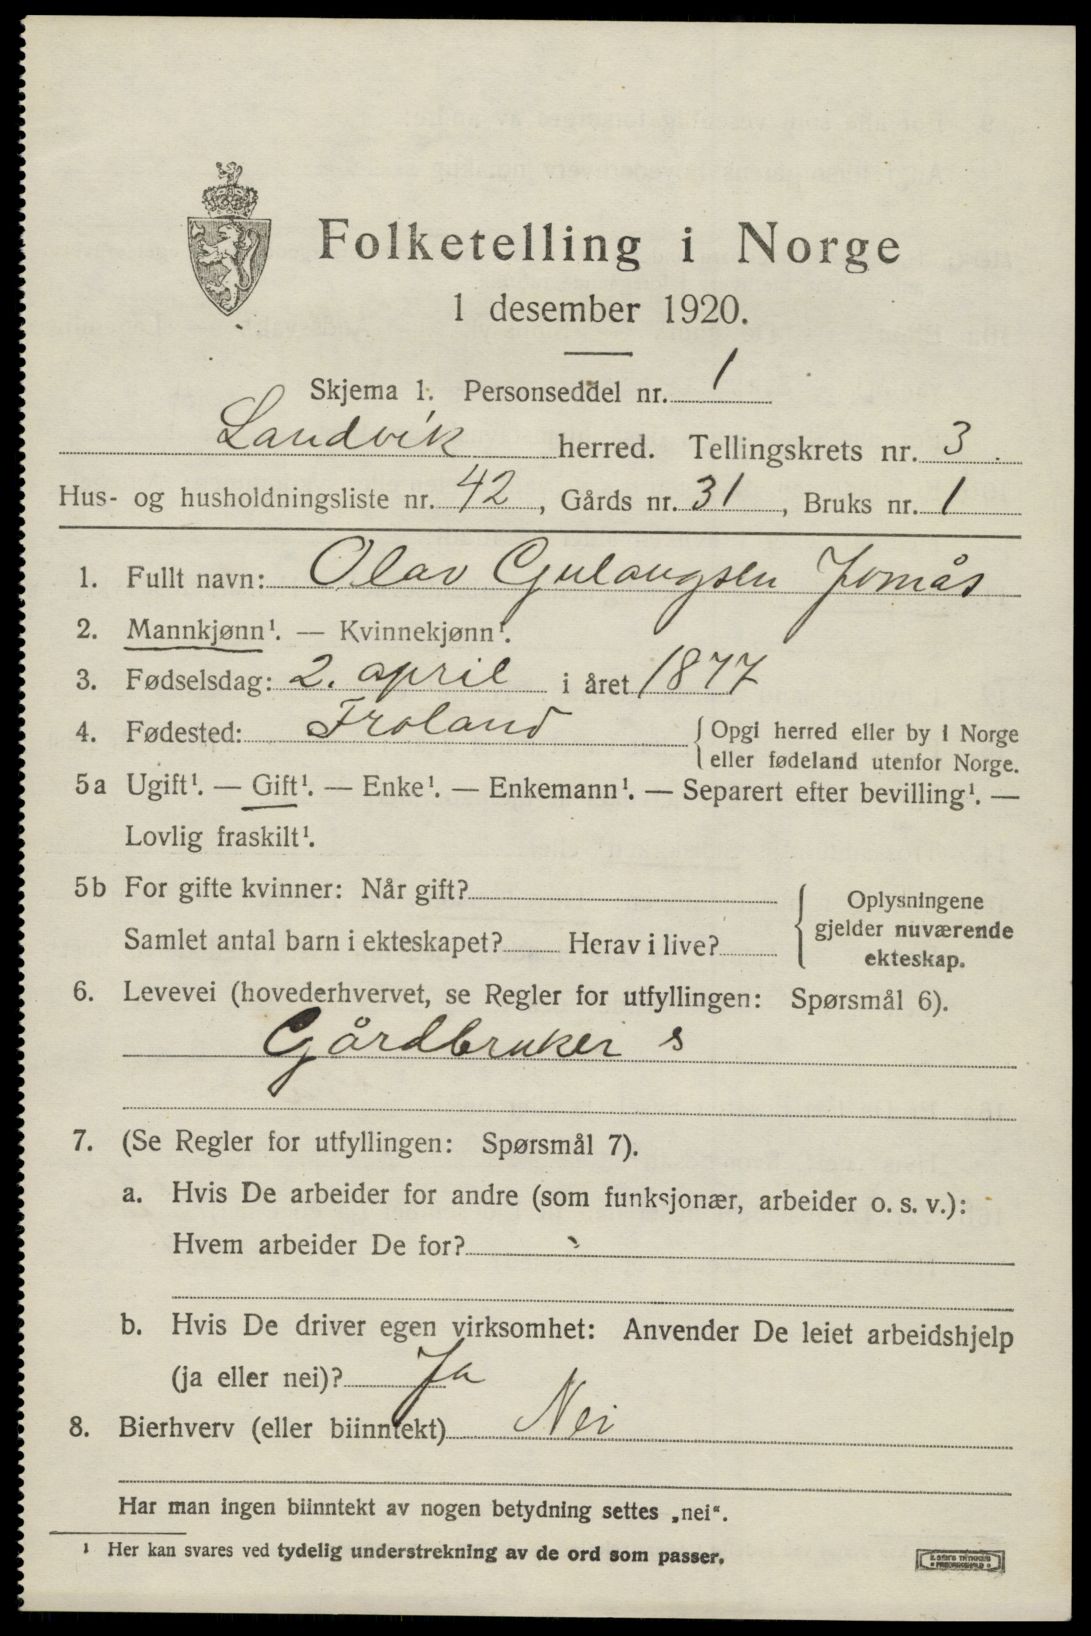 Folketelling i Norge
1 desember 1920.
Skjema 1. Personseddel nr. 1
Landvik herred. Tellingskrets nr. 3.
Hus- og husholdningsliste nr. 42, Gårds nr. 31, Bruks nr. 1
1. Fullt navn: Olav Gulaugsen Jomås
2. Mannkjønn¹. — Kvinnekjønn¹.
3. Fødselsdag: 2. april i året 1877
4. Fødested: Froland { Opgi herred eller by i Norge
eller fødeland utenfor Norge.
5a Ugift¹. — Gift¹. — Enke¹. — Enkemann¹. — Separert efter bevilling¹. —
Lovlig fraskilt¹.
5b For gifte kvinner: Når gift?
Samlet antal barn i ekteskapet? Herav i live?
Oplysningene
gjelder nuværende
ekteskap.
6. Levevei (hovederhvervet, se Regler for utfyllingen: Spørsmål 6).
Gårdbruker s
7. (Se Regler for utfyllingen: Spørsmål 7).
a. Hvis De arbeider for andre (som funksjonær, arbeider o. s. v.):
Hvem arbeider De for?
b. Hvis De driver egen virksomhet: Anvender De leiet arbeidshjelp
(ja eller nei)? Ja
8. Bierhverv (eller biinntekt) Nei
Har man ingen biinntekt av nogen betydning settes „nei“.
¹ Her kan svares ved tydelig understrekning av de ord som passer.